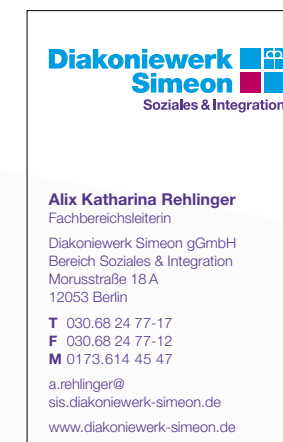 Diakoniewerk
Simeon
Soziales & Integration
Alix Katharina Rehlinger
Fachbereichsleiterin
Diakoniewerk Simeon gGmbH
Bereich Soziales & Integration
Morusstraße 18 A
12053 Berlin
T 030.68 24 77-17
F 030.68 24 77-12
M 0173.614 45 47
a.rehlinger@
sis.diakoniewerk-simeon.de
www.diakoniewerk-simeon.de